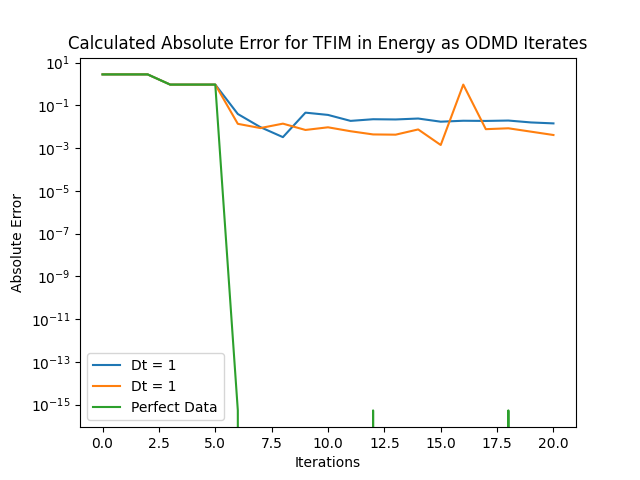 Calculated Absolute Error for TFIM in Energy as ODMD Iterates
10¹
10⁻¹
10⁻³
10⁻⁵
10⁻⁷
10⁻⁹
10⁻¹¹
10⁻¹³
10⁻¹⁵
Absolute Error
Dt = 1
Dt = 1
Perfect Data
0.0 2.5 5.0 7.5 10.0 12.5 15.0 17.5 20.0
Iterations